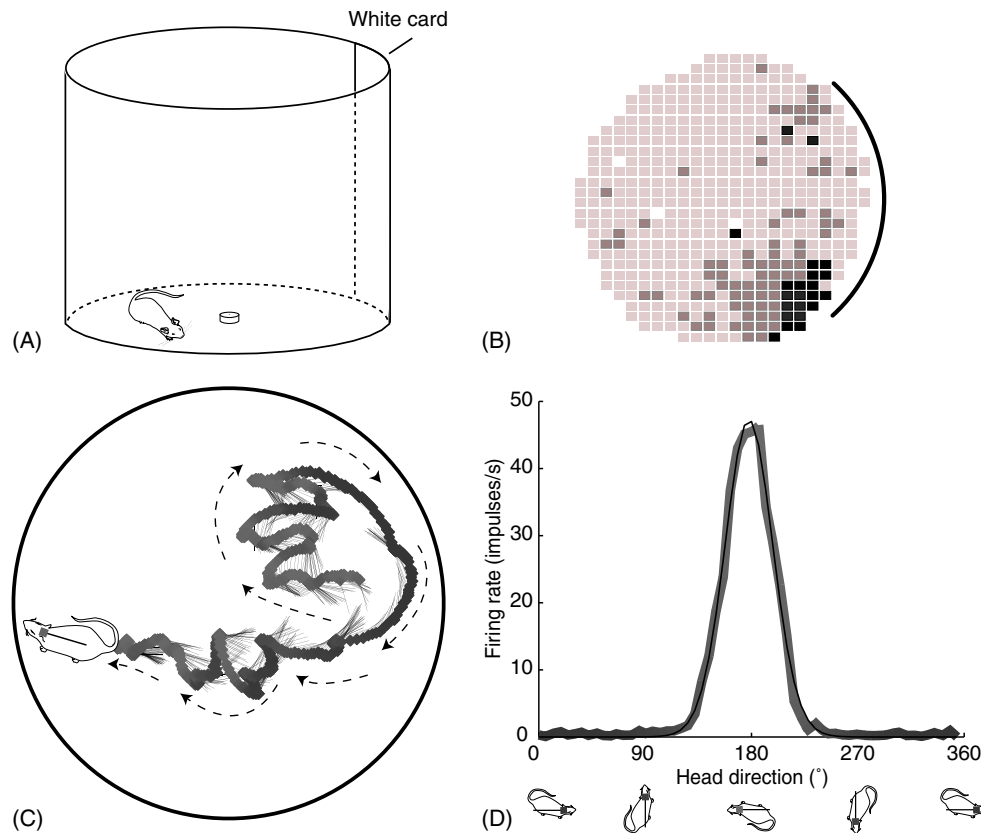 White card
(A)
(B)
(C)
50
40
30
20
10
0
Firing rate (impulses/s)
0 90 180 270 360
Head direction (°)
(D)